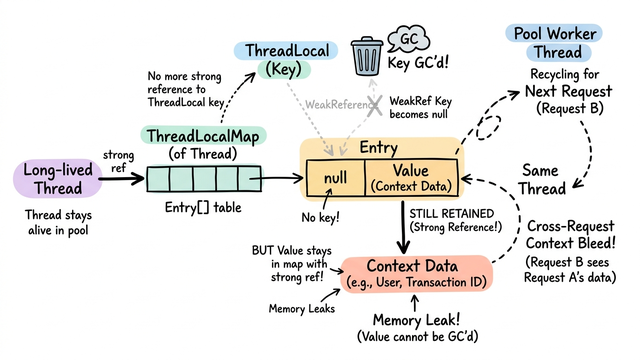 GC
Key GC'd!
ThreadLocal
(Key)
Pool Worker
Thread
Recycling for
Next Request
(Request B)
No more strong
reference to
ThreadLocal key
WeakReference
WeakRef Key
becomes null
ThreadLocalMap
(of Thread)
Entry
Long-lived
Thread
strong
ref
null
Value
(Context Data)
Same
Thread
Thread stays
alive in pool
Entry[] table
No key!
STILL RETAINED
(Strong Reference!)
Cross-Request
Context Bleed!
(Request B sees
Request A's data)
BUT Value stays
in map with
strong ref!
Context Data
(e.g., User, Transaction ID)
Memory Leaks
Memory Leak!
(Value cannot be GC'd)